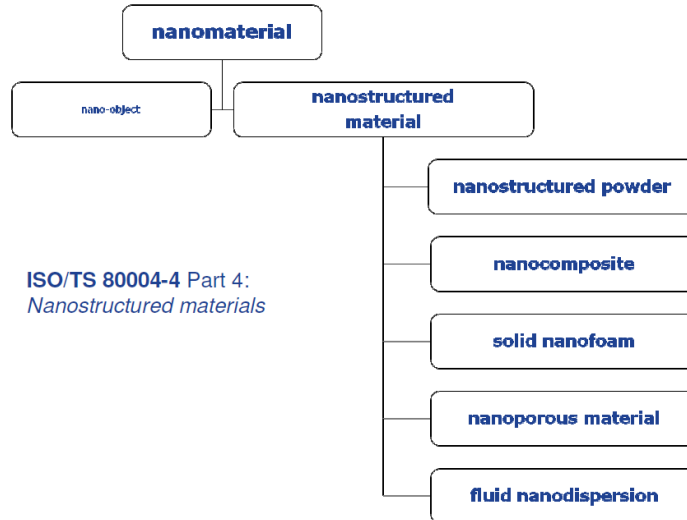 nanomaterial
nano-object
nanostructured
material
nanostructured powder
nanocomposite
ISO/TS 80004-4 Part 4:
Nanostructured materials
solid nanofoam
nanoporous material
fluid nanodispersion